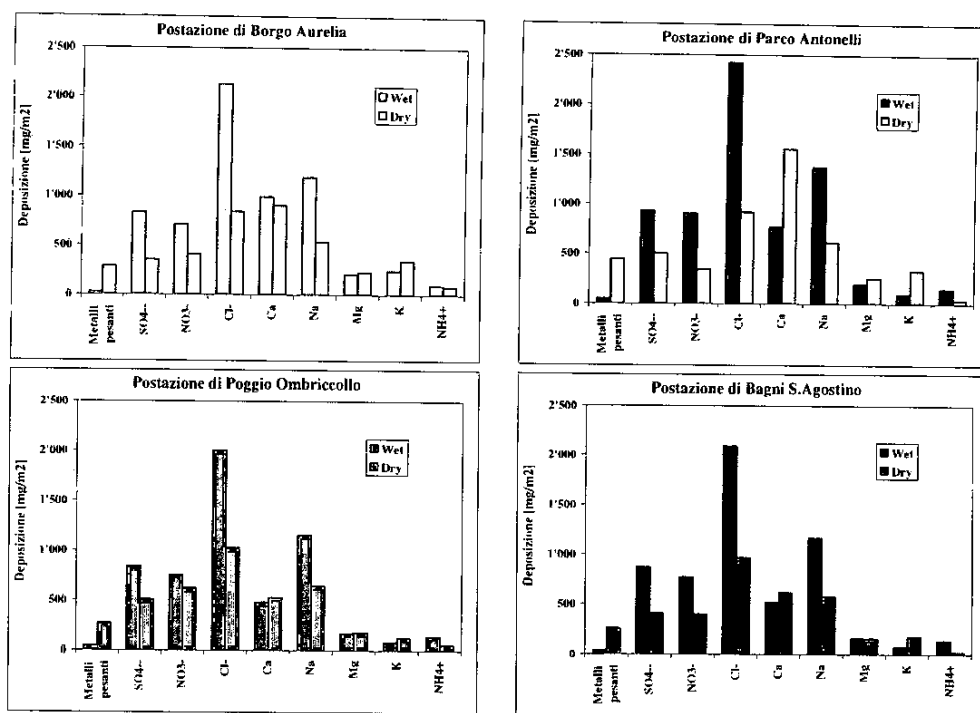 Postazione di Borgo Aurelia
Deposizione [mg/m2]
2'500
2'000
1'500
1'000
500
0
Wet
Dry
Metalli
pesanti
SO4--
NO3-
Cl-
Ca
Na
Mg
K
NH4+
Postazione di Parco Antonelli
Deposizione [mg/m2]
2'500
2'000
1'500
1'000
500
0
Wet
Dry
Metalli
pesanti
SO4--
NO3-
Cl-
Ca
Na
Mg
K
NH4+
Postazione di Poggio Ombriccollo
Deposizione [mg/m2]
2'500
2'000
1'500
1'000
500
0
Wet
Dry
Metalli
pesanti
SO4--
NO3-
Cl-
Ca
Na
Mg
K
NH4+
Postazione di Bagni S.Agostino
Deposizione [mg/m2]
2'500
2'000
1'500
1'000
500
0
Wet
Dry
Metalli
pesanti
SO4--
NO3-
Cl-
Ca
Na
Mg
K
NH4+